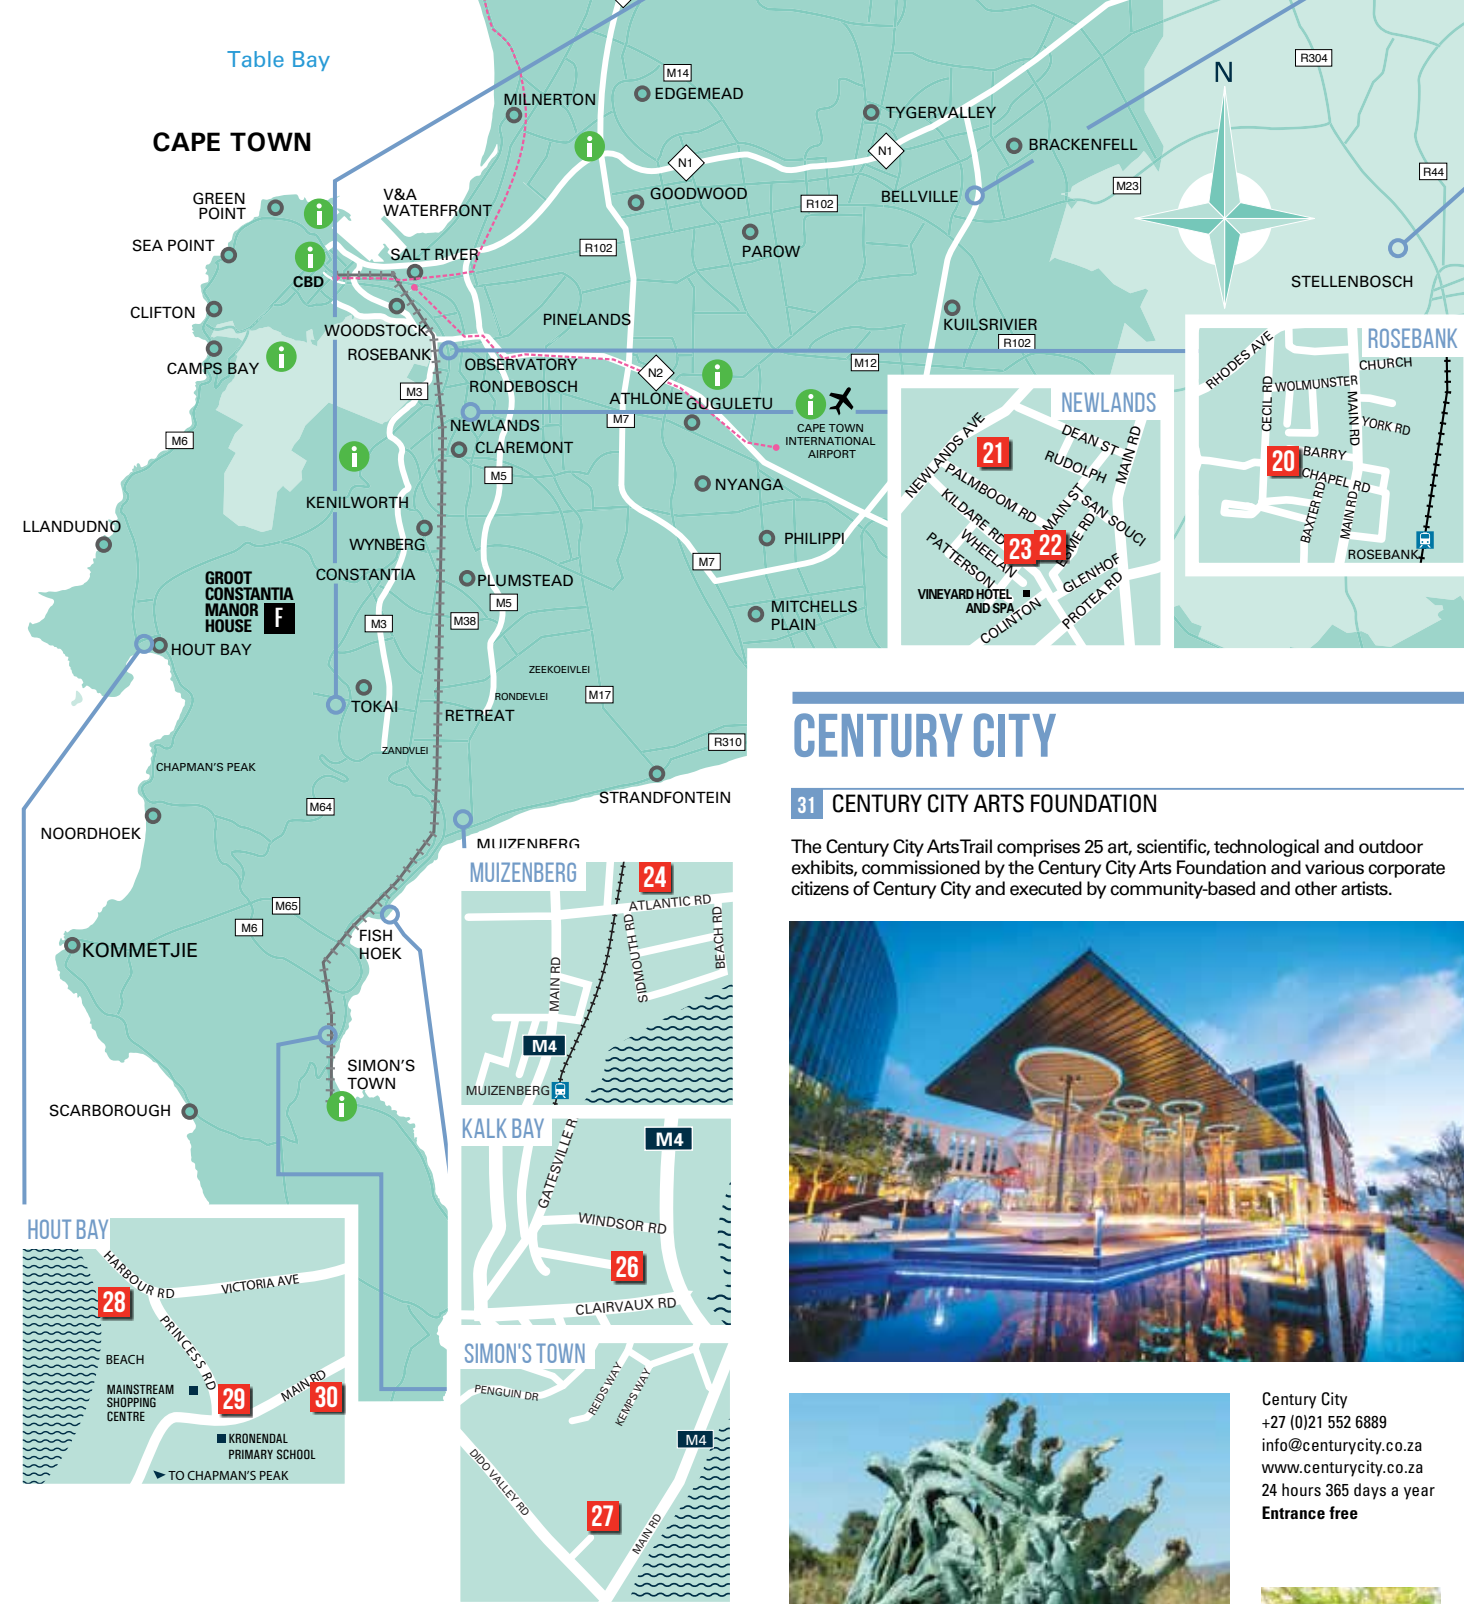 Table Bay
CAPE TOWN
N
R304
M14
EDGEMEAD
MILNERTON
TYGERVALLEY
N1
N1
BRACKENFELL
M23
R44
GREEN
POINT
V&A
WATERFRONT
GOODWOOD
R102
BELLVILLE
SEA POINT
SALT RIVER
R102
PAROW
CBD
STELLENBOSCH
CLIFTON
WOODSTOCK
PINELANDS
KUILSRIVIER
R102
ROSEBANK
CAMPS BAY
OBSERVATORY
RONDEBOSCH
M12
M3
N2
ATHLONE
GUGULETU
M7
NEWLANDS
CLAREMONT
CAPE TOWN
INTERNATIONAL
AIRPORT
M6
M5
NYANGA
KENILWORTH
LLANDUDNO
WYNBERG
PHILIPPI
CONSTANTIA
PLUMSTEAD
M7
GROOT
CONSTANTIA
MANOR
HOUSE
F
M5
M3
M38
MITCHELLS
PLAIN
HOUT BAY
ZEEKOEIVLEI
RONDEVLEI
M17
TOKAI
RETREAT
ZANDVLEI
R310
CHAPMAN'S PEAK
STRANDFONTEIN
M64
NOORDHOEK
MUIZENBERG
M65
M6
KOMMETJIE
FISH
HOEK
SIMON'S
TOWN
SCARBOROUGH
ROSEBANK
RHODES AVE
CHURCH
WOLMUNSTER
CECIL RD
MAIN RD
YORK RD
20
BARRY
CHAPEL RD
BAXTER RD
MAIN RD
ROSEBANK
NEWLANDS
NEWLANDS AVE
21
DEAN ST
RUDOLPH
MAIN RD
PALMBOOM RD
KILDARE RD
MAIN ST
SAN SOUCI
WHEELAN
PATTERSON
23
22
GLENHOF
VINEYARD HOTEL
AND SPA
COLINTON
PROTEA RD
MUIZENBERG
24
ATLANTIC RD
SIDMOUTH RD
BEACH RD
MAIN RD
M4
MUIZENBERG
KALK BAY
M4
GATESVILLE R
WINDSOR RD
26
CLAIRVAUX RD
SIMON'S TOWN
PENGUIN DR
REIDS WAY
KEMPS WAY
M4
DIDO VALLEY RD
27
MAIN RD
HOUT BAY
HARBOUR RD
VICTORIA AVE
28
PRINCESS RD
BEACH
MAINSTREAM
SHOPPING
CENTRE
29
MAIN RD
30
KRONENDAL
PRIMARY SCHOOL
TO CHAPMAN'S PEAK
CENTURY CITY
31 CENTURY CITY ARTS FOUNDATION
The Century City Arts Trail comprises 25 art, scientific, technological and outdoor
exhibits, commissioned by the Century City Arts Foundation and various corporate
citizens of Century City and executed by community-based and other artists.
Century City
+27 (0)21 552 6889
info@centurycity.co.za
www.centurycity.co.za
24 hours 365 days a year
Entrance free